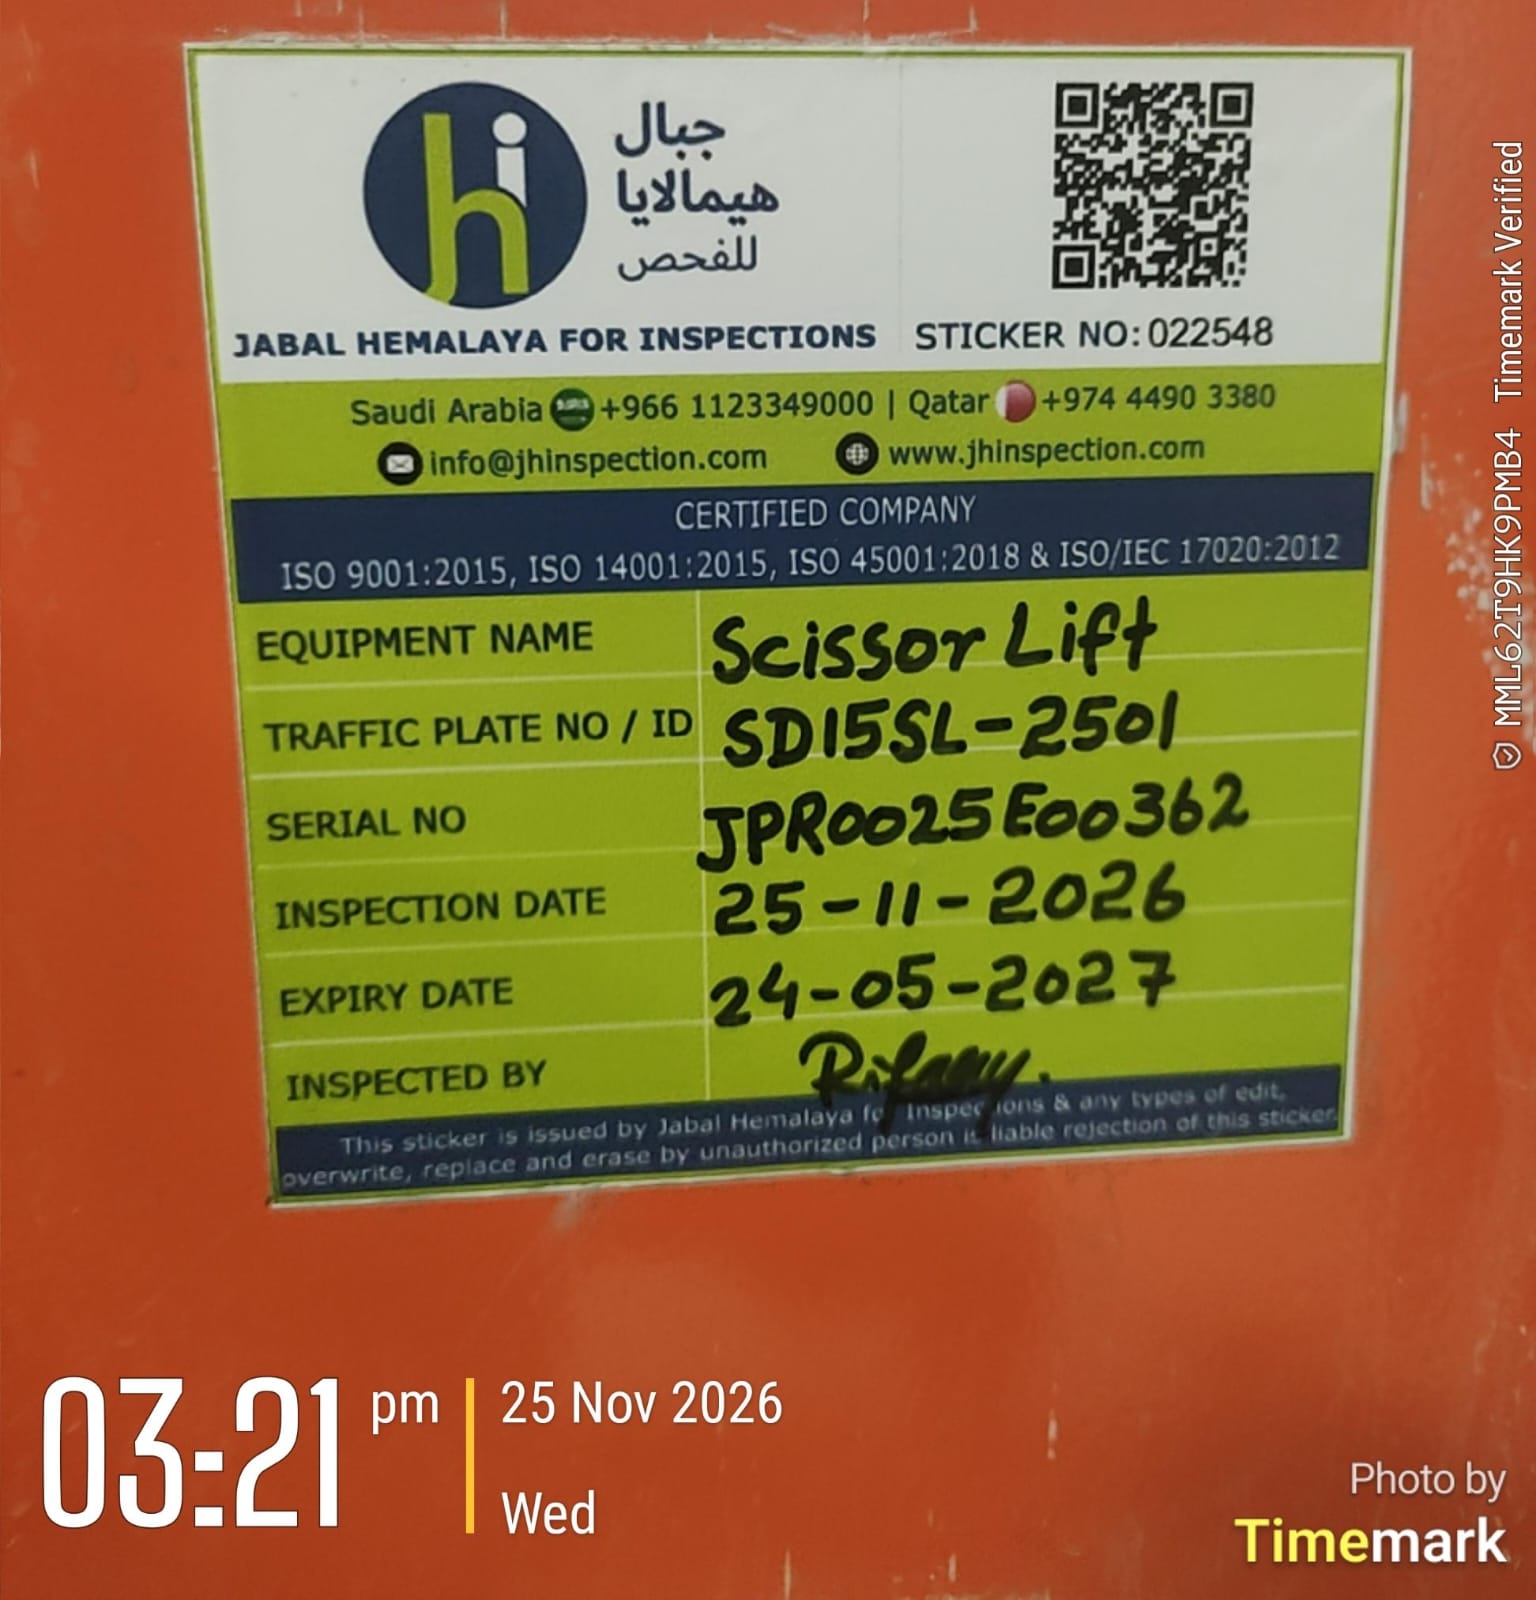 hi
جبال
هيمالايا
للفحص
JABAL HEMALAYA FOR INSPECTIONS
STICKER NO: 022548
Saudi Arabia +966 1123349000 | Qatar +974 4490 3380
info@jhinspection.com www.jhinspection.com
CERTIFIED COMPANY
ISO 9001:2015, ISO 14001:2015, ISO 45001:2018 & ISO/IEC 17020:2012
EQUIPMENT NAME Scissor Lift
TRAFFIC PLATE NO / ID SD15SL-2501
SERIAL NO JPR0025E00362
INSPECTION DATE 25-11-2026
EXPIRY DATE 24-05-2027
INSPECTED BY
This sticker is issued by Jabal Hemalaya for Inspections & any types of edit,
overwrite, replace and erase by unauthorized person is liable rejection of this sticker
MML62T9HK9PMB4 Timemark Verified
03:21 pm
25 Nov 2026
Wed
Photo by
Timemark